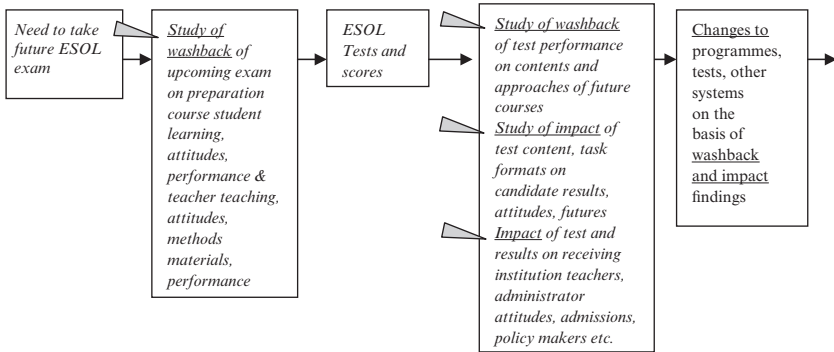 Need to take
future ESOL
exam
Study of
washback of
upcoming exam
on preparation
course student
learning,
attitudes,
performance &
teacher teaching,
attitudes,
methods
materials,
performance
ESOL
Tests and
scores
Study of washback
of test performance
on contents and
approaches of future
courses
Study of impact of
test content, task
formats on
candidate results,
attitudes, futures
Impact of test and
results on receiving
institution teachers,
administrator
attitudes, admissions,
policy makers etc.
Changes to
programmes,
tests, other
systems
on the
basis of
washback
and impact
findings